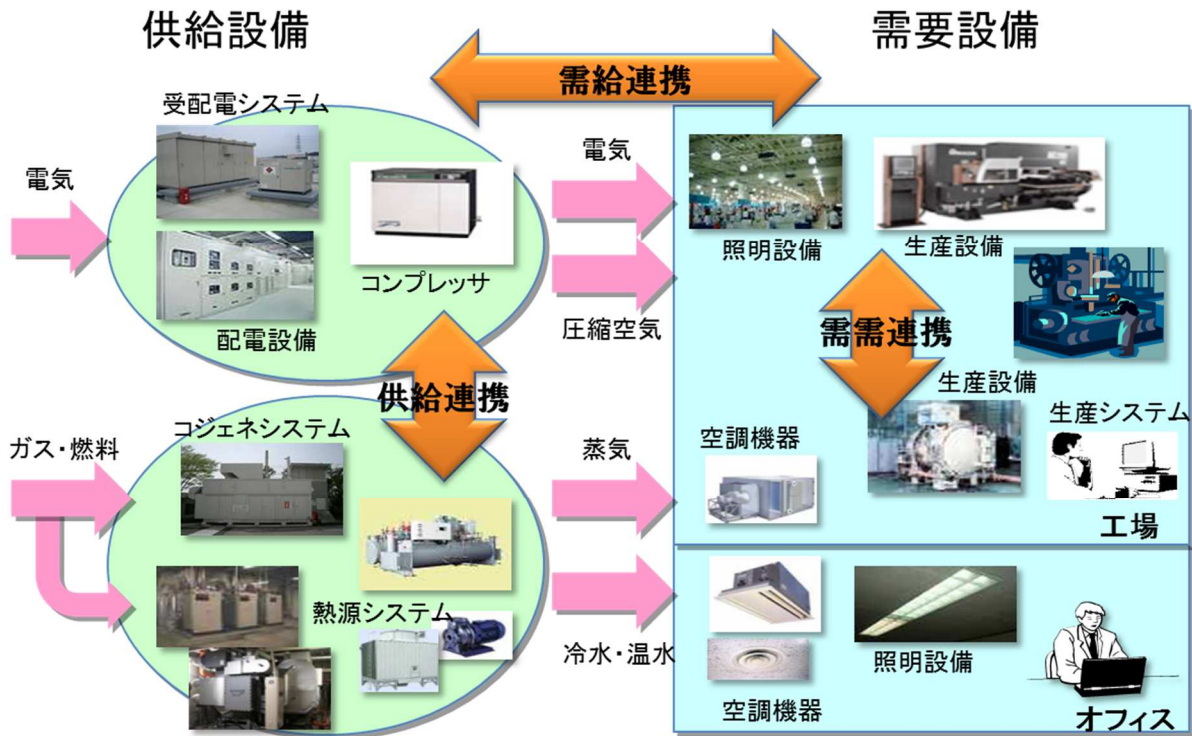 供給設備
需要設備
需給連携
受配電システム
電気
コンプレッサ
配電設備
電気
圧縮空気
照明設備
生産設備
需需連携
生産設備
生産システム
空調機器
工場
供給連携
ガス・燃料
コジェネシステム
熱源システム
蒸気
冷水・温水
空調機器
照明設備
オフィス